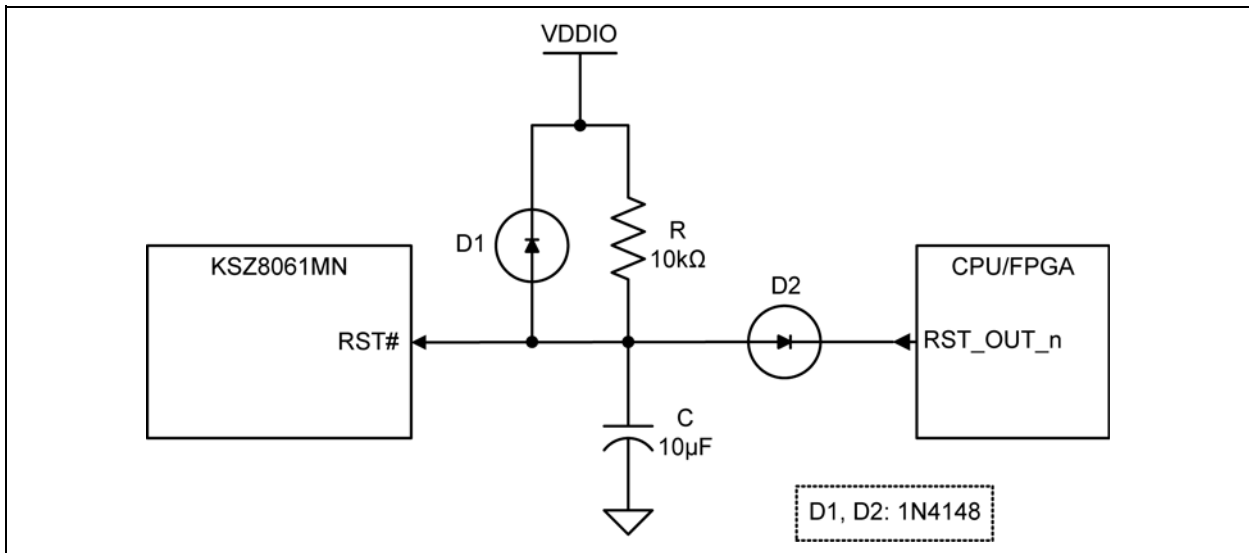 VDDIO
KSZ8061MN
D1
R
10kΩ
CPU/FPGA
D2
RST#
RST_OUT_n
C
10µF
D1, D2: 1N4148